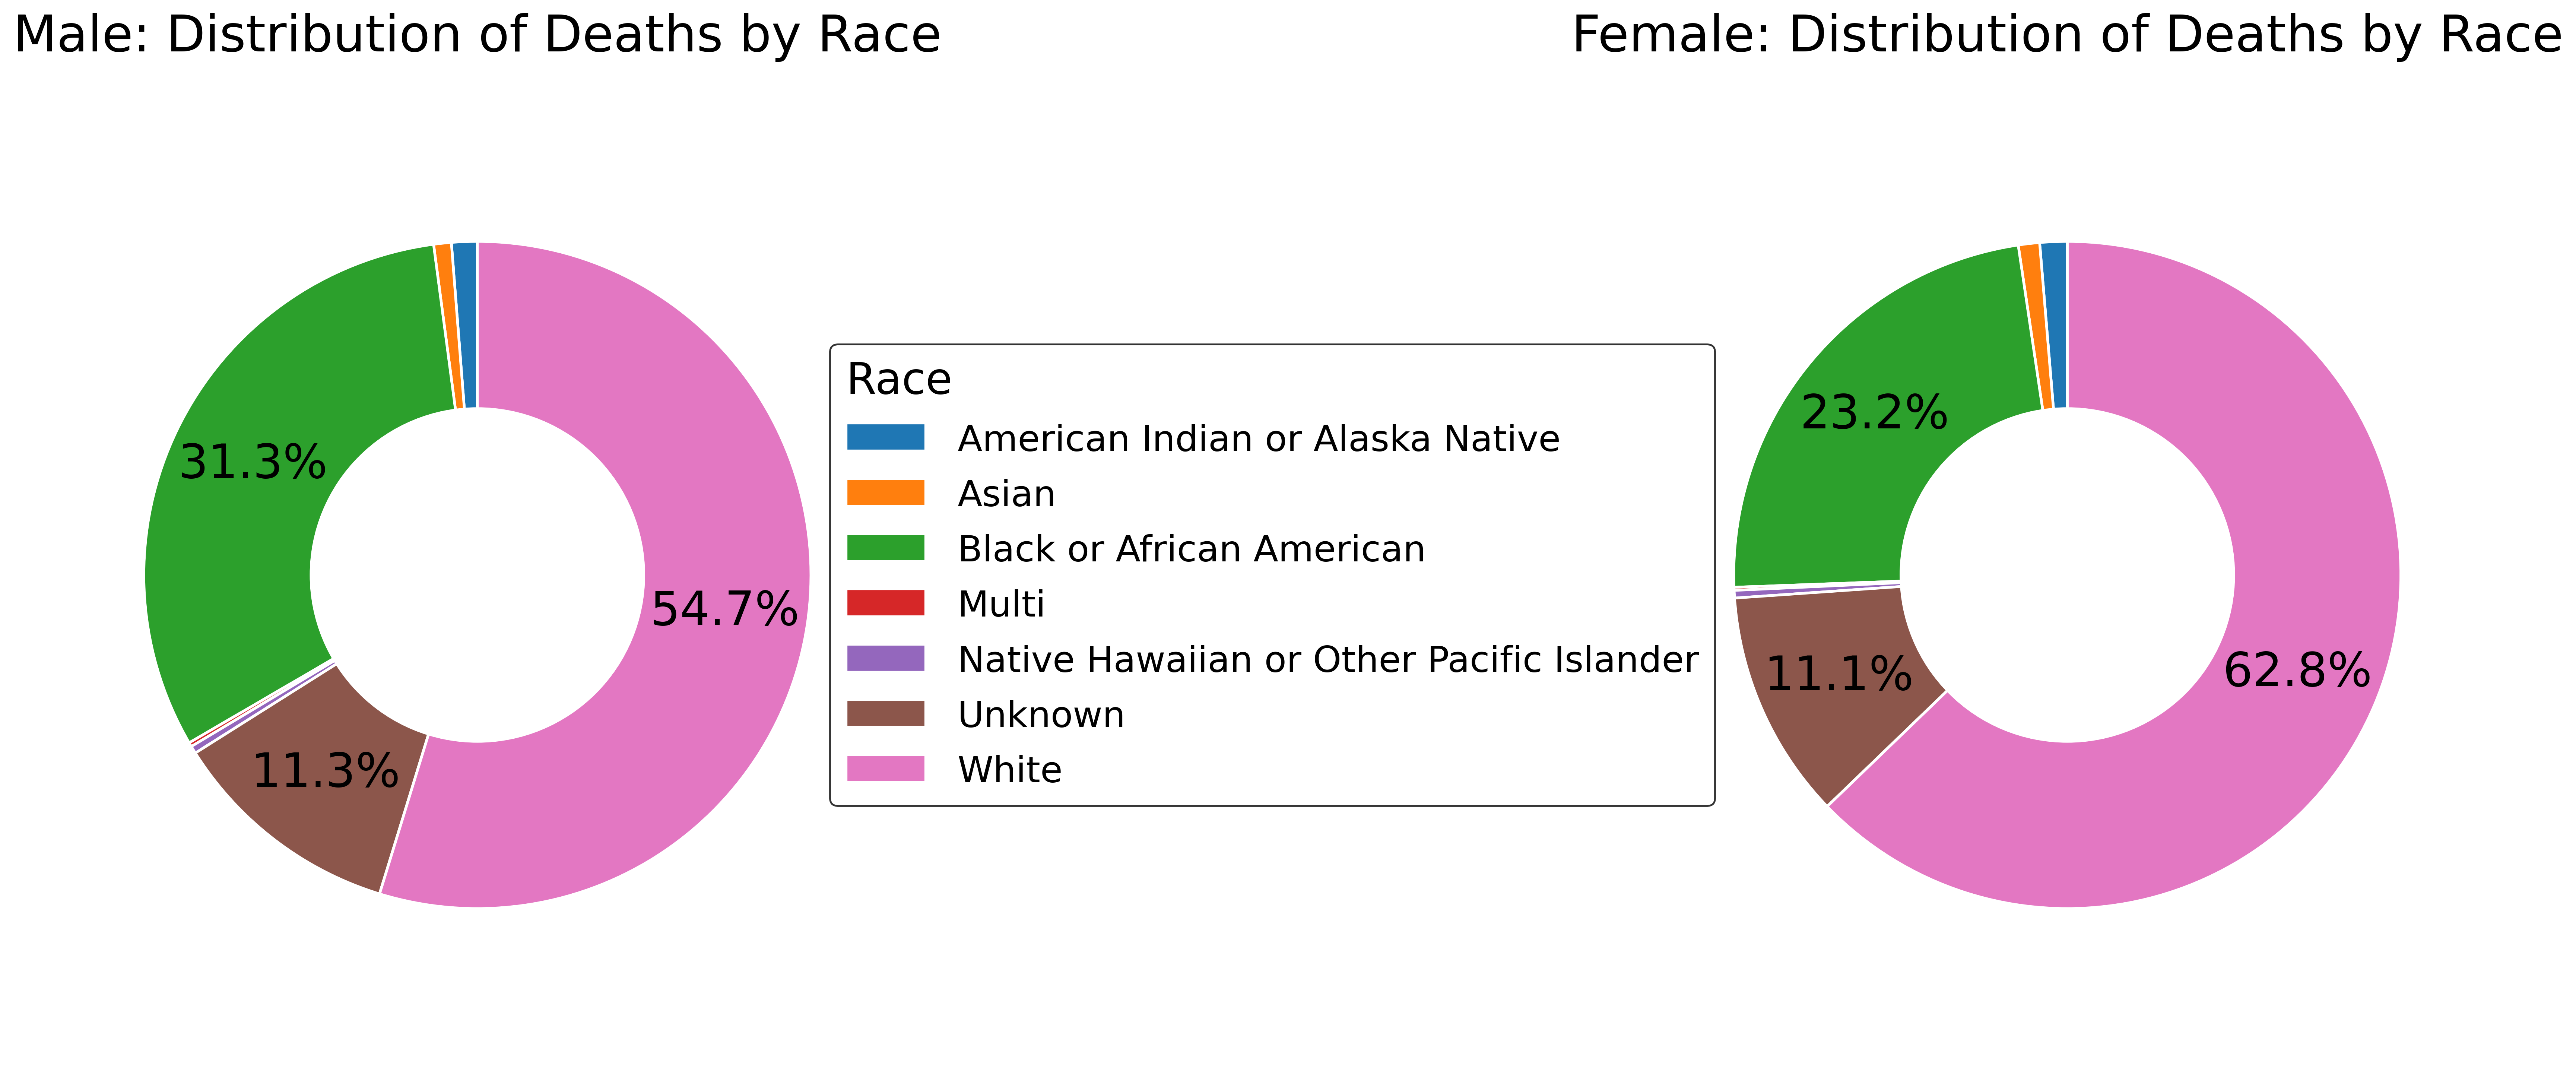 Male: Distribution of Deaths by Race
31.3%
11.3%
54.7%
Race
American Indian or Alaska Native
Asian
Black or African American
Multi
Native Hawaiian or Other Pacific Islander
Unknown
White
Female: Distribution of Deaths by Race
23.2%
11.1%
62.8%